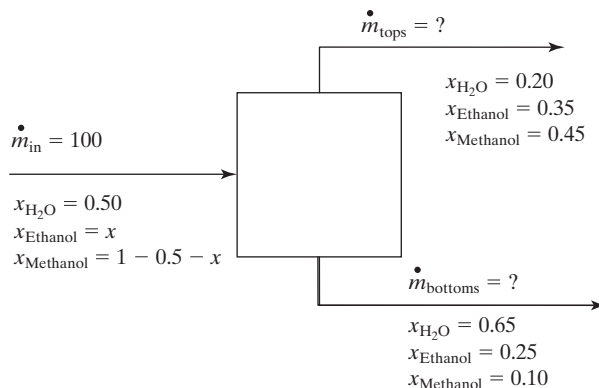 ṁ_tops = ?
x_H₂O = 0.20
x_Ethanol = 0.35
x_Methanol = 0.45
ṁ_in = 100
x_H₂O = 0.50
x_Ethanol = x
x_Methanol = 1 − 0.5 − x
ṁ_bottoms = ?
x_H₂O = 0.65
x_Ethanol = 0.25
x_Methanol = 0.10